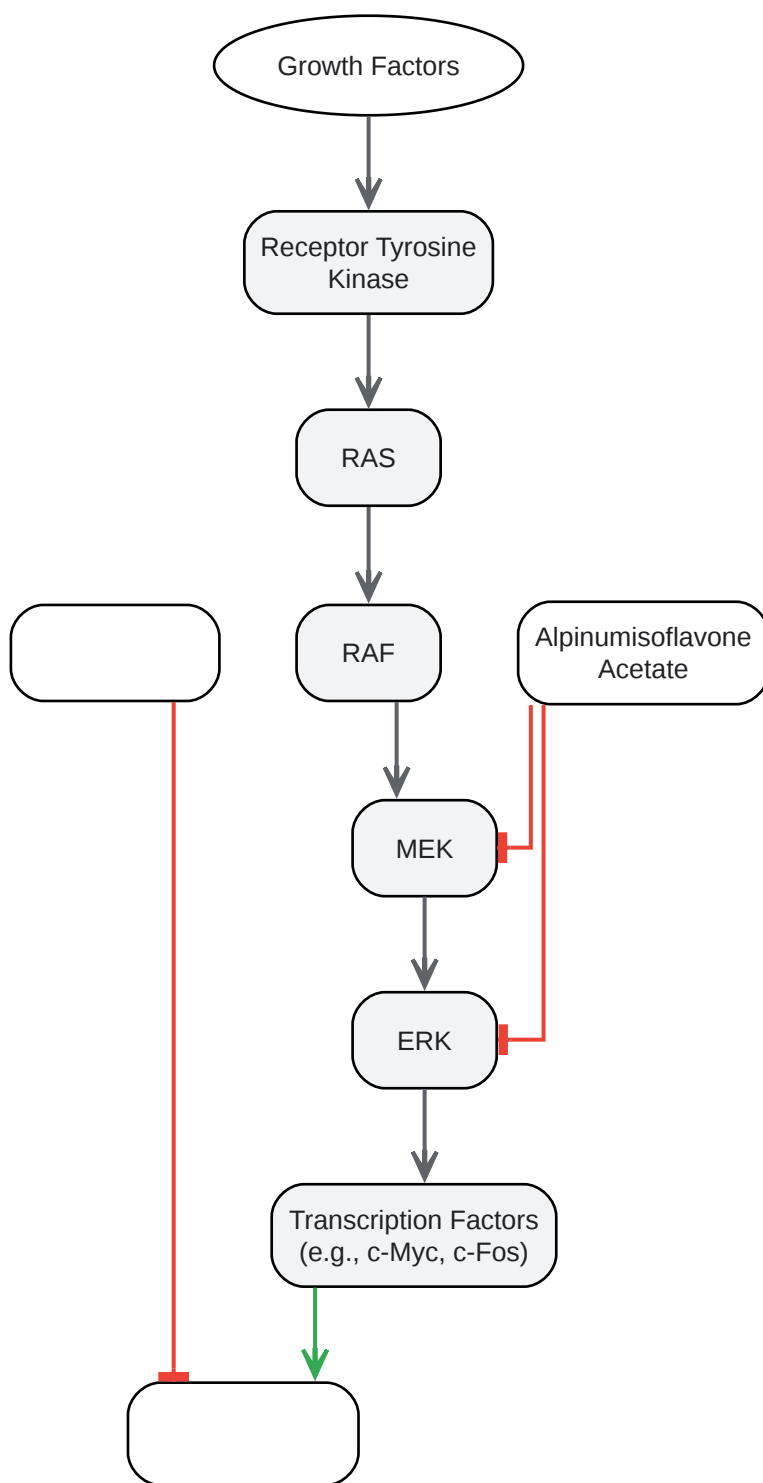 Growth Factors
Receptor Tyrosine
Kinase
RAS
RAF
Alpinumisoflavone
Acetate
MEK
ERK
Transcription Factors
(e.g., c-Myc, c-Fos)